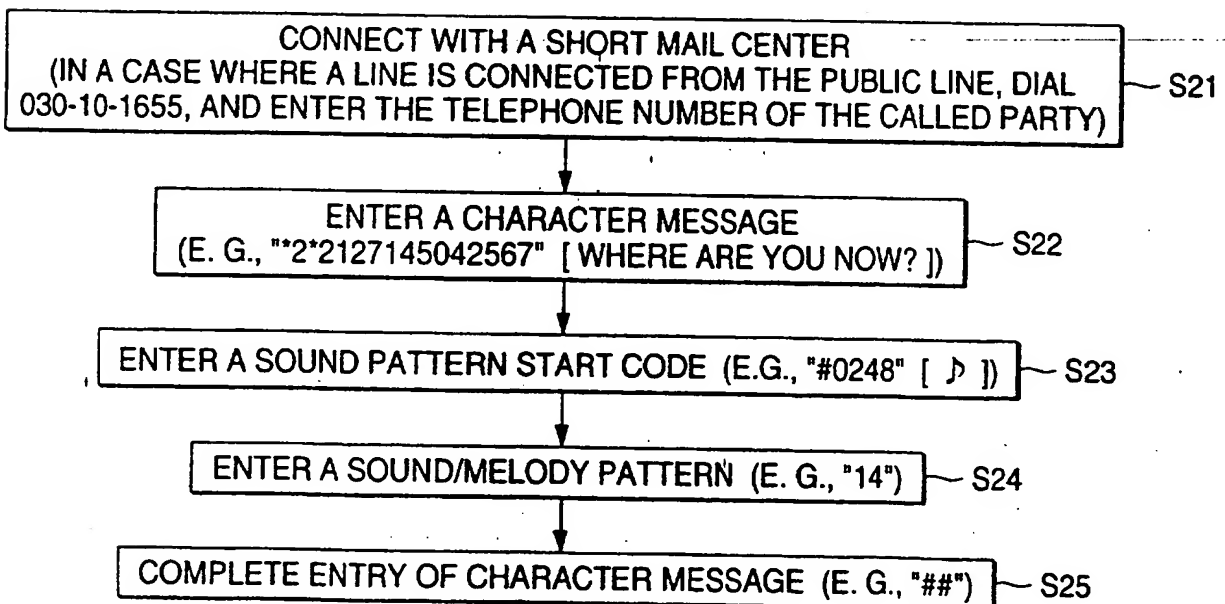 CONNECT WITH A SHORT MAIL CENTER
(IN A CASE WHERE A LINE IS CONNECTED FROM THE PUBLIC LINE, DIAL
030-10-1655, AND ENTER THE TELEPHONE NUMBER OF THE CALLED PARTY)
S21
ENTER A CHARACTER MESSAGE
(E. G., "*2*2127145042567" [ WHERE ARE YOU NOW? ])
S22
ENTER A SOUND PATTERN START CODE (E.G., "#0248" [ ♪ ])
S23
ENTER A SOUND/MELODY PATTERN (E. G., "14")
S24
COMPLETE ENTRY OF CHARACTER MESSAGE (E. G., "##")
S25